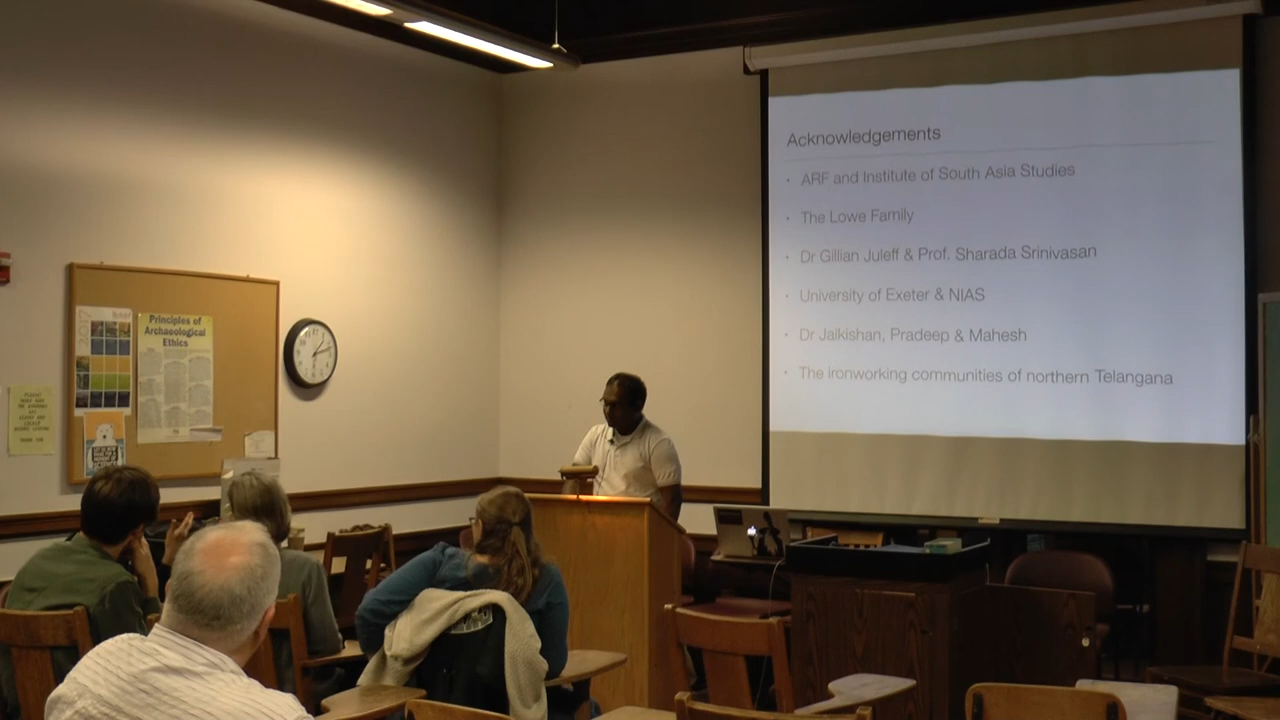 Acknowledgements
• ARF and Institute of South Asia Studies
• The Lowe Family
• Dr Gillian Juleff & Prof. Sharada Srinivasan
• University of Exeter & NIAS
• Dr Jaikishan, Pradeep & Mahesh
• The ironworking communities of northern Telangana
2017
Principles of
Archaeological
Ethics